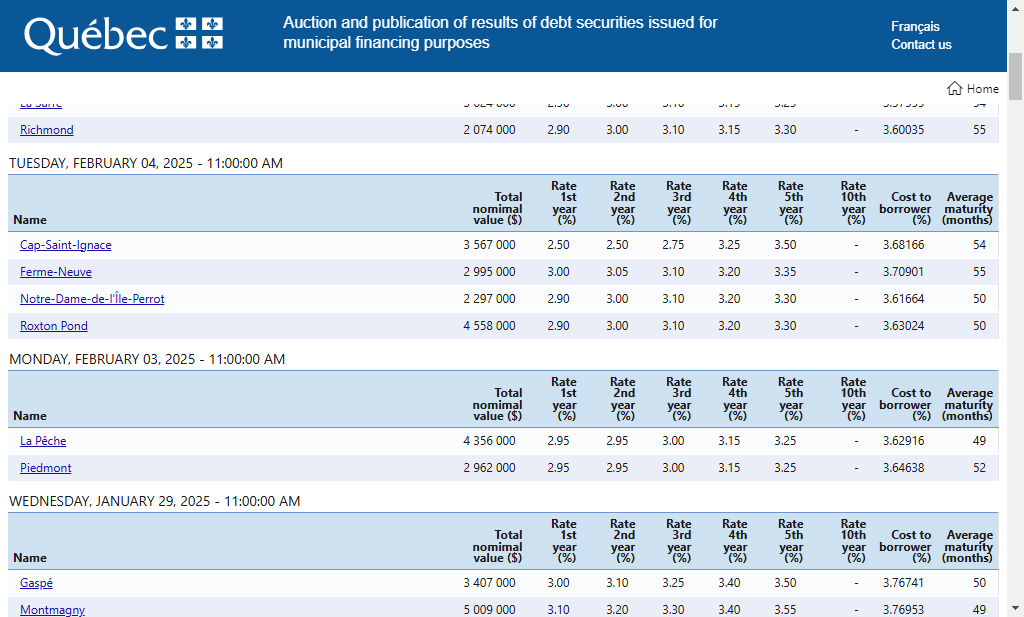 Québec
Auction and publication of results of debt securities issued for
municipal financing purposes
Français
Contact us
Home
Richmond 2 074 000 2.90 3.00 3.10 3.15 3.30 - 3.60035 55
TUESDAY, FEBRUARY 04, 2025 - 11:00:00 AM
Name Total nomimal value ($) Rate 1st year (%) Rate 2nd year (%) Rate 3rd year (%) Rate 4th year (%) Rate 5th year (%) Rate 10th year (%) Cost to borrower (%) Average maturity (months)
Cap-Saint-Ignace 3 567 000 2.50 2.50 2.75 3.25 3.50 - 3.68166 54
Ferme-Neuve 2 995 000 3.00 3.05 3.10 3.20 3.35 - 3.70901 55
Notre-Dame-de-l'Île-Perrot 2 297 000 2.90 3.00 3.10 3.20 3.30 - 3.61664 50
Roxton Pond 4 558 000 2.90 3.00 3.10 3.20 3.30 - 3.63024 50
MONDAY, FEBRUARY 03, 2025 - 11:00:00 AM
Name Total nomimal value ($) Rate 1st year (%) Rate 2nd year (%) Rate 3rd year (%) Rate 4th year (%) Rate 5th year (%) Rate 10th year (%) Cost to borrower (%) Average maturity (months)
La Pêche 4 356 000 2.95 2.95 3.00 3.15 3.25 - 3.62916 49
Piedmont 2 962 000 2.95 2.95 3.00 3.15 3.25 - 3.64638 52
WEDNESDAY, JANUARY 29, 2025 - 11:00:00 AM
Name Total nomimal value ($) Rate 1st year (%) Rate 2nd year (%) Rate 3rd year (%) Rate 4th year (%) Rate 5th year (%) Rate 10th year (%) Cost to borrower (%) Average maturity (months)
Gaspé 3 407 000 3.00 3.10 3.25 3.40 3.50 - 3.76741 50
Montmagny 5 009 000 3.10 3.20 3.30 3.40 3.55 - 3.76953 49